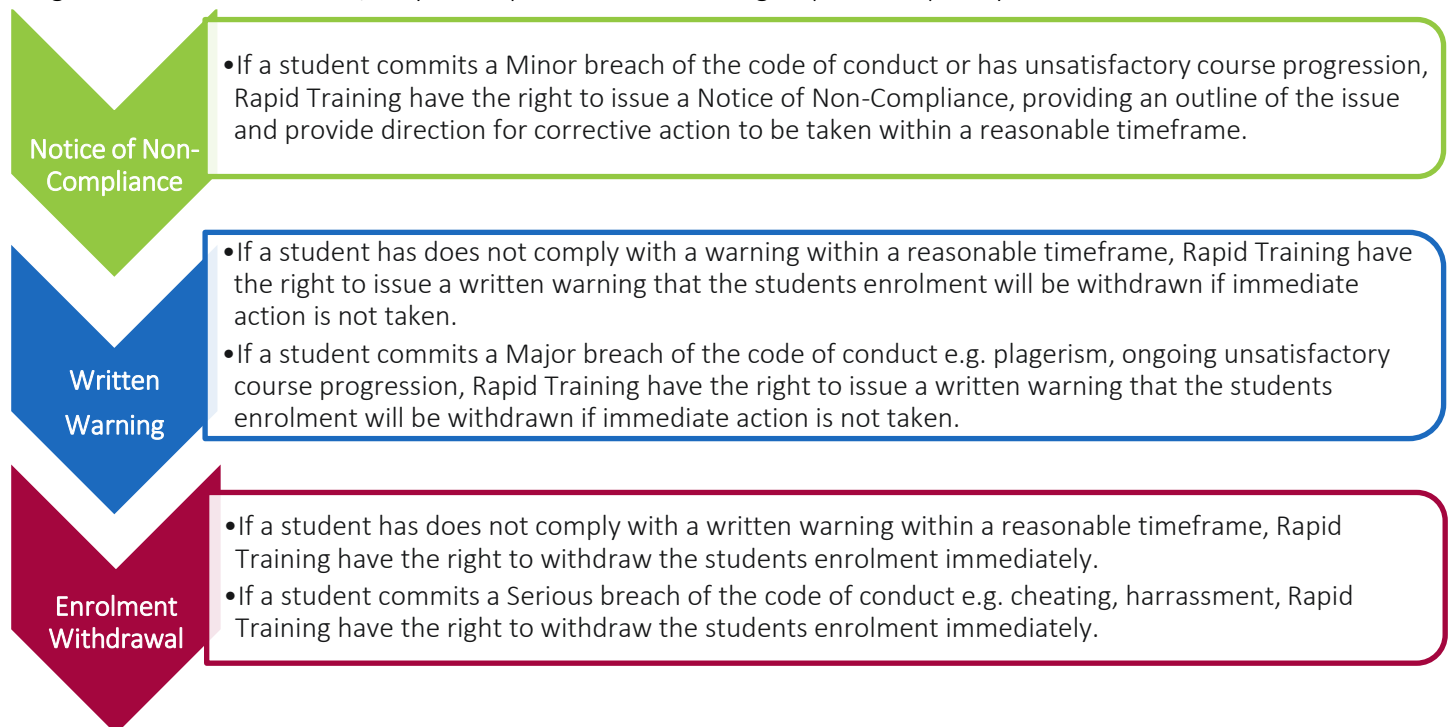 •If a student commits a Minor breach of the code of conduct or has unsatisfactory course progression,
Rapid Training have the right to issue a Notice of Non-Compliance, providing an outline of the issue
and provide direction for corrective action to be taken within a reasonable timeframe.
Notice of Non-
Compliance
•If a student has does not comply with a warning within a reasonable timeframe, Rapid Training have
the right to issue a written warning that the students enrolment will be withdrawn if immediate
action is not taken.
•If a student commits a Major breach of the code of conduct e.g. plagerism, ongoing unsatisfactory
course progression, Rapid Training have the right to issue a written warning that the students
enrolment will be withdrawn if immediate action is not taken.
Written
Warning
•If a student has does not comply with a written warning within a reasonable timeframe, Rapid
Training have the right to withdraw the students enrolment immediately.
•If a student commits a Serious breach of the code of conduct e.g. cheating, harrassment, Rapid
Training have the right to withdraw the students enrolment immediately.
Enrolment
Withdrawal